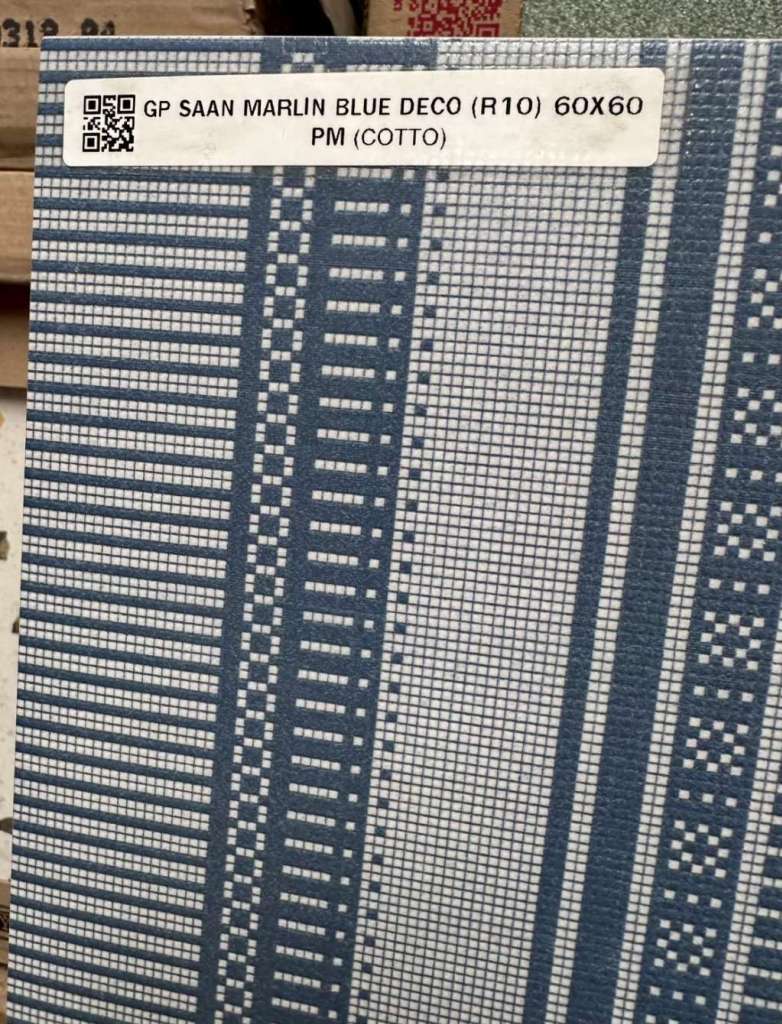 GP SAAN MARLIN BLUE DECO (R10) 60X60
PM (COTTO)